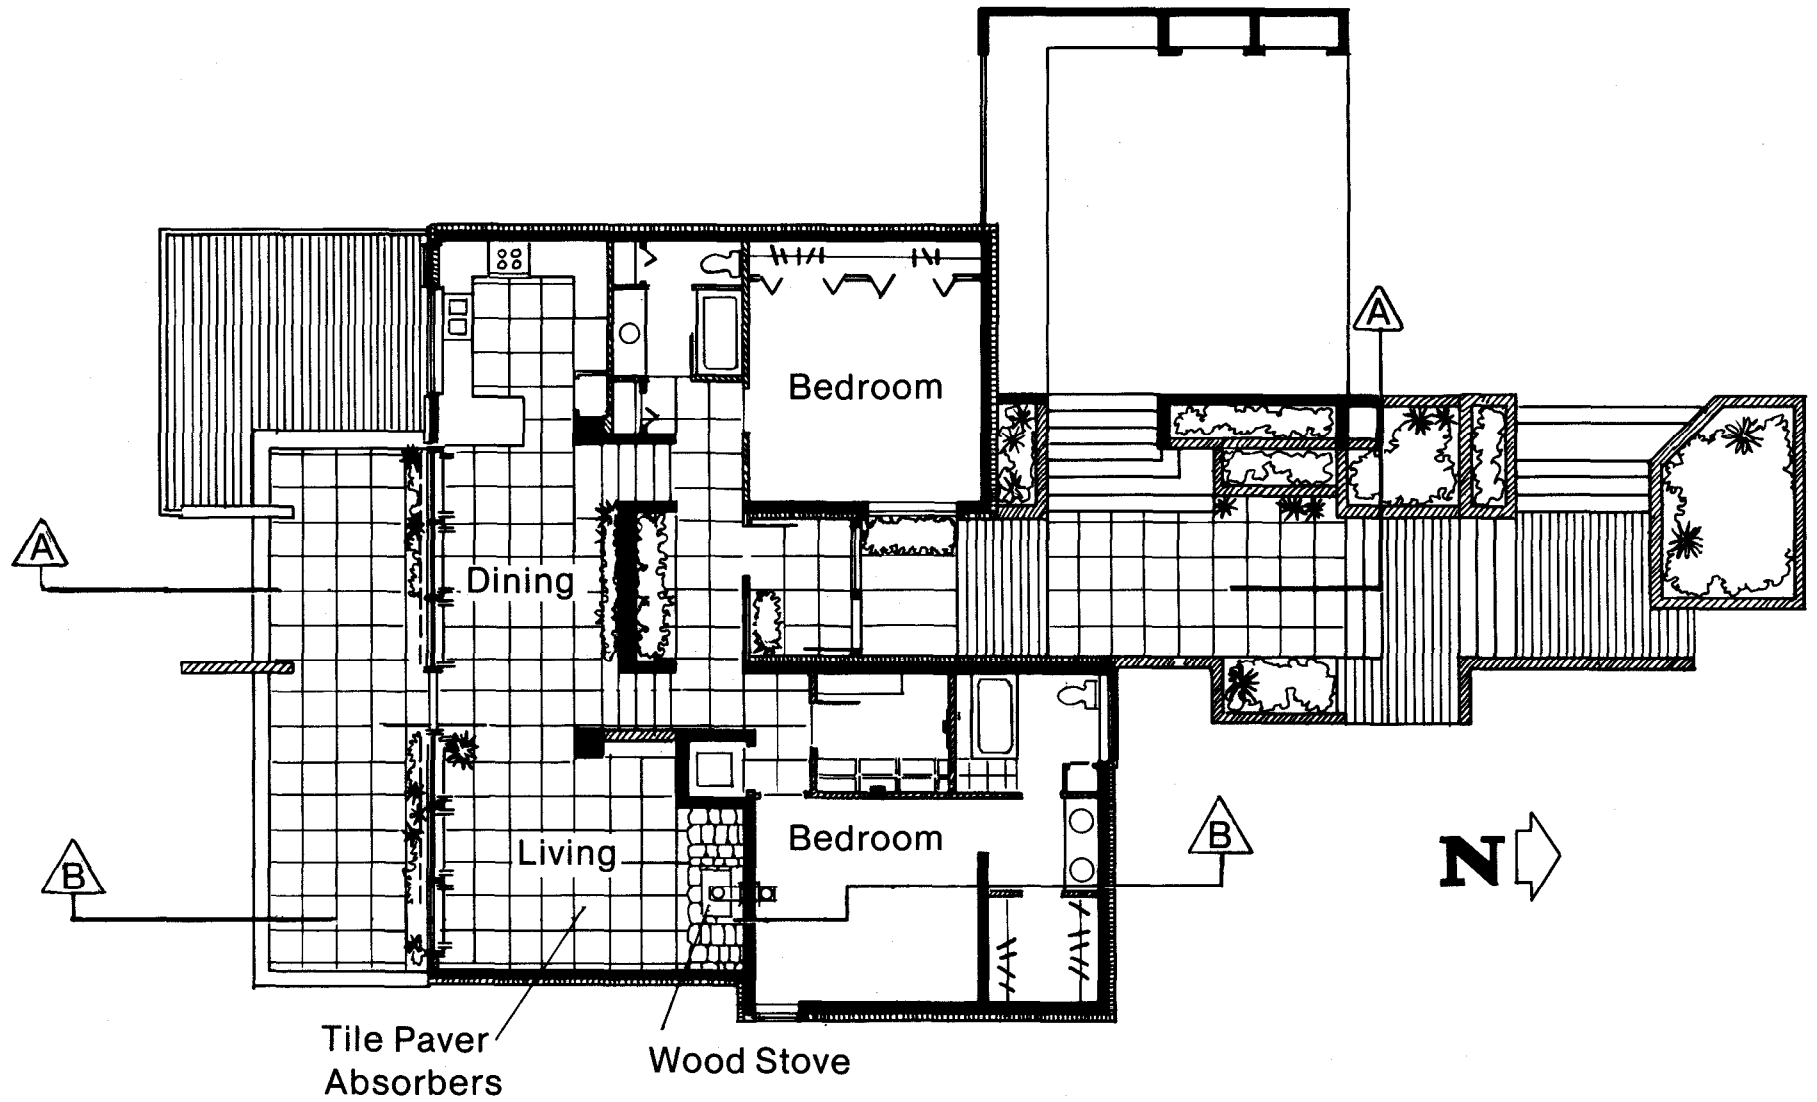 A
Bedroom
A
Dining
Bedroom
B
Living
B
N
Tile Paver
Absorbers
Wood Stove